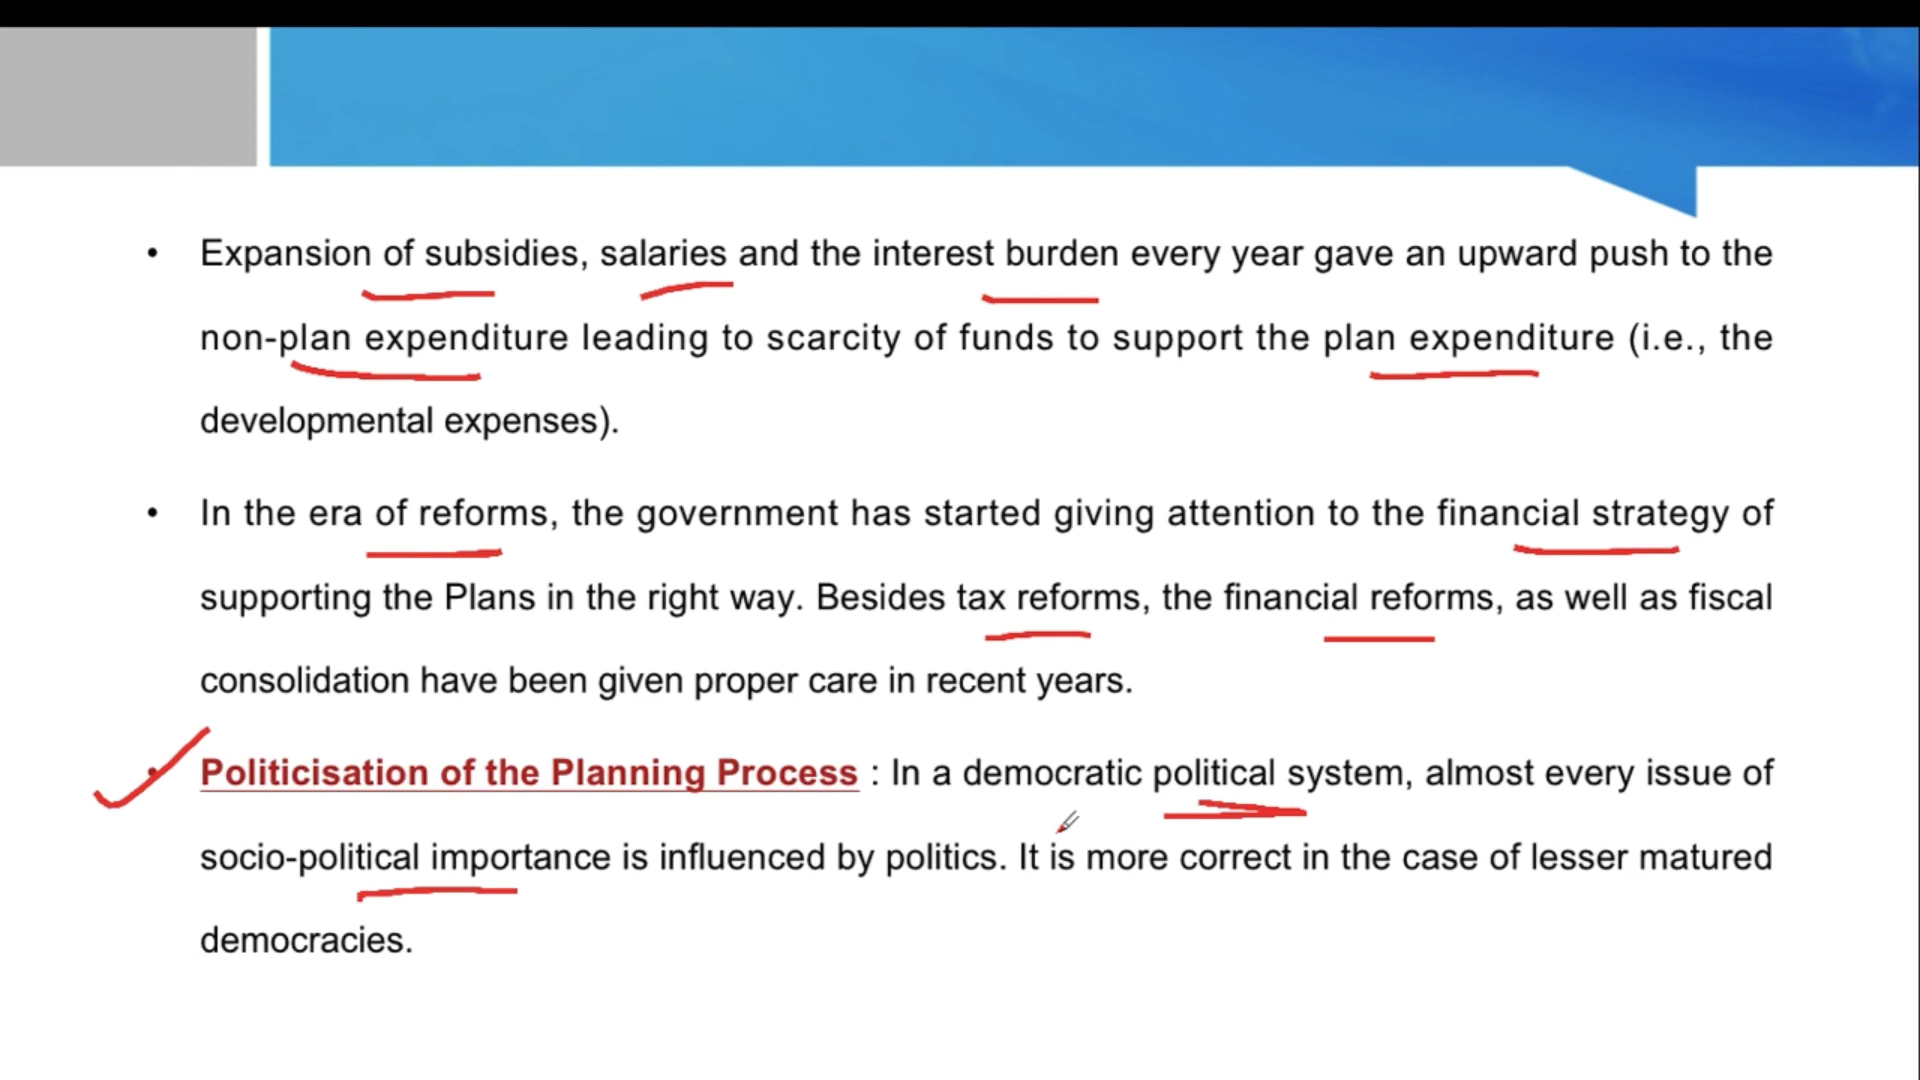 • Expansion of subsidies, salaries and the interest burden every year gave an upward push to the
non-plan expenditure leading to scarcity of funds to support the plan expenditure (i.e., the
developmental expenses).
• In the era of reforms, the government has started giving attention to the financial strategy of
supporting the Plans in the right way. Besides tax reforms, the financial reforms, as well as fiscal
consolidation have been given proper care in recent years.
• Politicisation of the Planning Process : In a democratic political system, almost every issue of
socio-political importance is influenced by politics. It is more correct in the case of lesser matured
democracies.